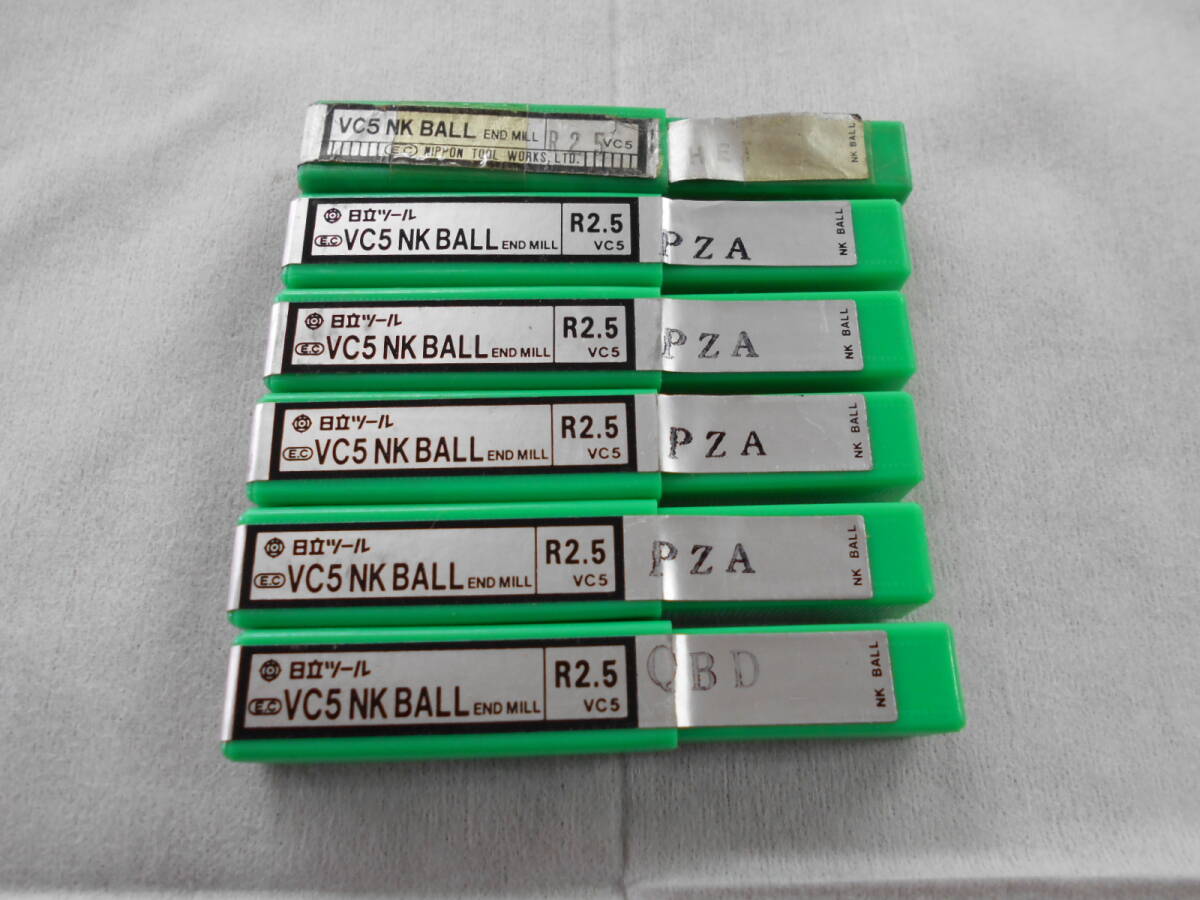 VC5 NK BALL END MILL R2.5 VC5
E.C NIPPON TOOL WORKS, LTD.
NK BALL
日立ツール
E.C VC5 NK BALL END MILL
R2.5
VC5
PZA
NK BALL
日立ツール
E.C VC5 NK BALL END MILL
R2.5
VC5
PZA
NK BALL
日立ツール
E.C VC5 NK BALL END MILL
R2.5
VC5
PZA
NK BALL
日立ツール
E.C VC5 NK BALL END MILL
R2.5
VC5
PZA
NK BALL
日立ツール
E.C VC5 NK BALL END MILL
R2.5
VC5
QBD
NK BALL